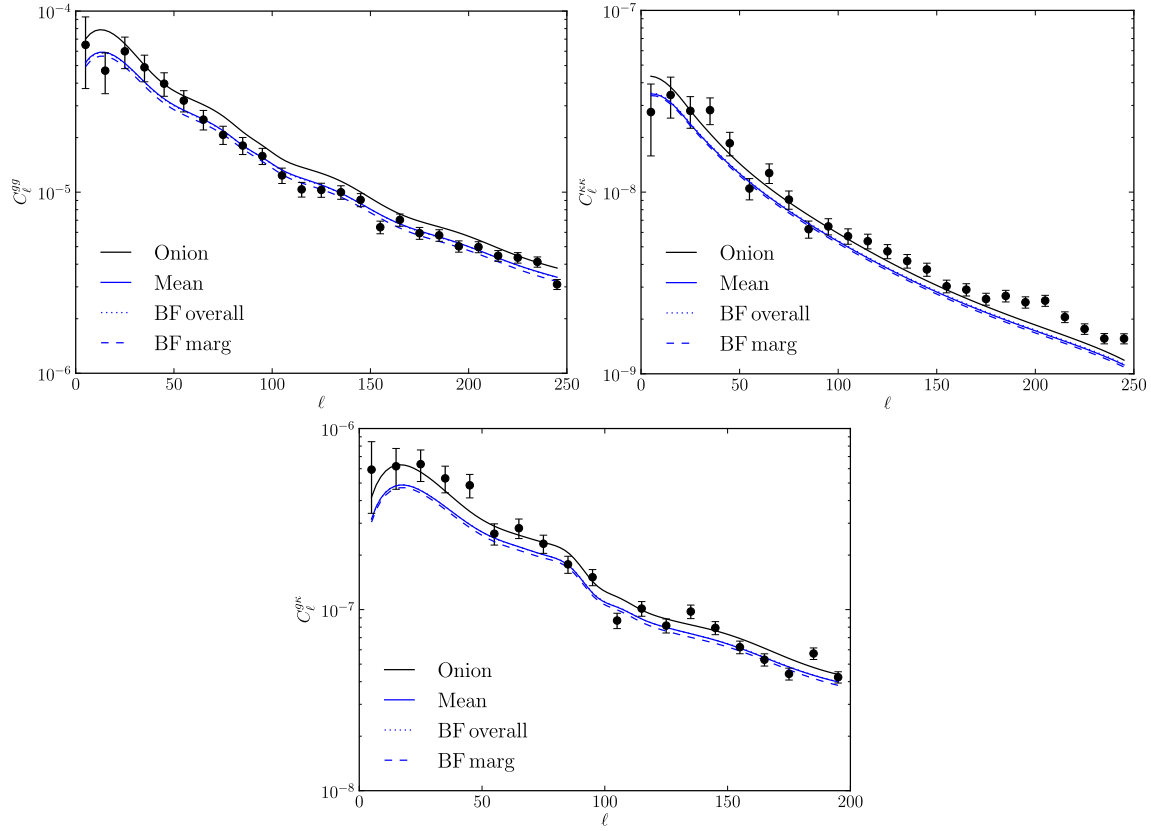 10⁻⁴
10⁻⁵
10⁻⁶
C_ℓ^{gg}
Onion
Mean
BF overall
BF marg
0 50 100 150 200 250
ℓ
10⁻⁷
10⁻⁸
10⁻⁹
C_ℓ^{κκ}
Onion
Mean
BF overall
BF marg
0 50 100 150 200 250
ℓ
10⁻⁶
10⁻⁷
10⁻⁸
C_ℓ^{gκ}
Onion
Mean
BF overall
BF marg
0 50 100 150 200
ℓ